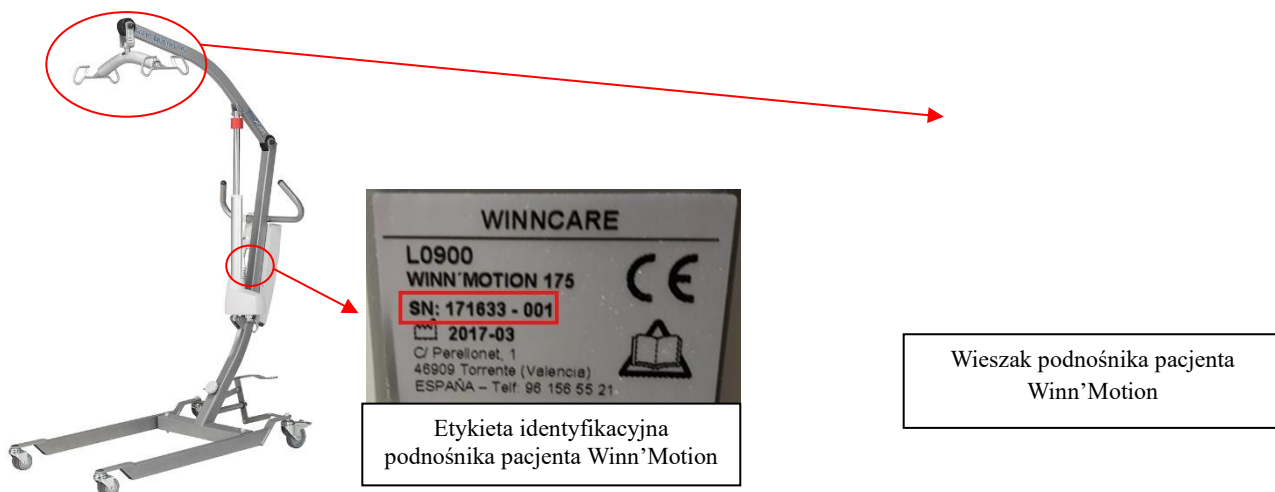 WINNCARE
L0900
WINN'MOTION 175
SN: 171633 - 001
2017-03
C/ Perellonet, 1
46909 Torrente (Valencia)
ESPAÑA – Telf: 96 156 55 21
Etykieta identyfikacyjna
podnośnika pacjenta Winn'Motion
Wieszak podnośnika pacjenta
Winn'Motion